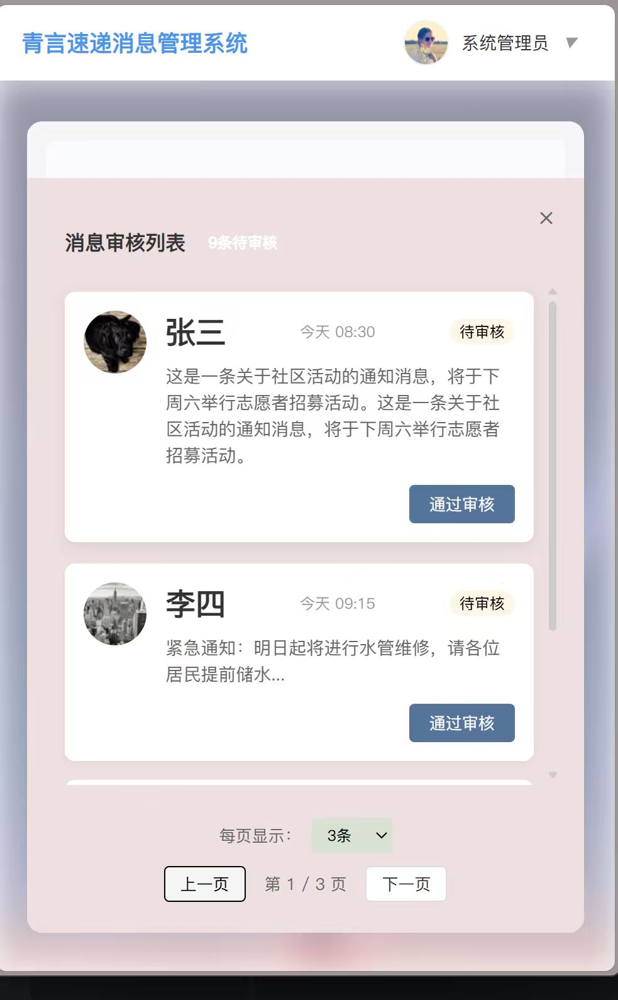 青言速递消息管理系统
系统管理员
消息审核列表 9条待审核
张三 今天 08:30 待审核
这是一条关于社区活动的通知消息，将于下
周六举行志愿者招募活动。这是一条关于社
区活动的通知消息，将于下周六举行志愿者
招募活动。
通过审核
李四 今天 09:15 待审核
紧急通知：明日起将进行水管维修，请各位
居民提前储水...
通过审核
每页显示： 3条
上一页 第 1 / 3 页 下一页